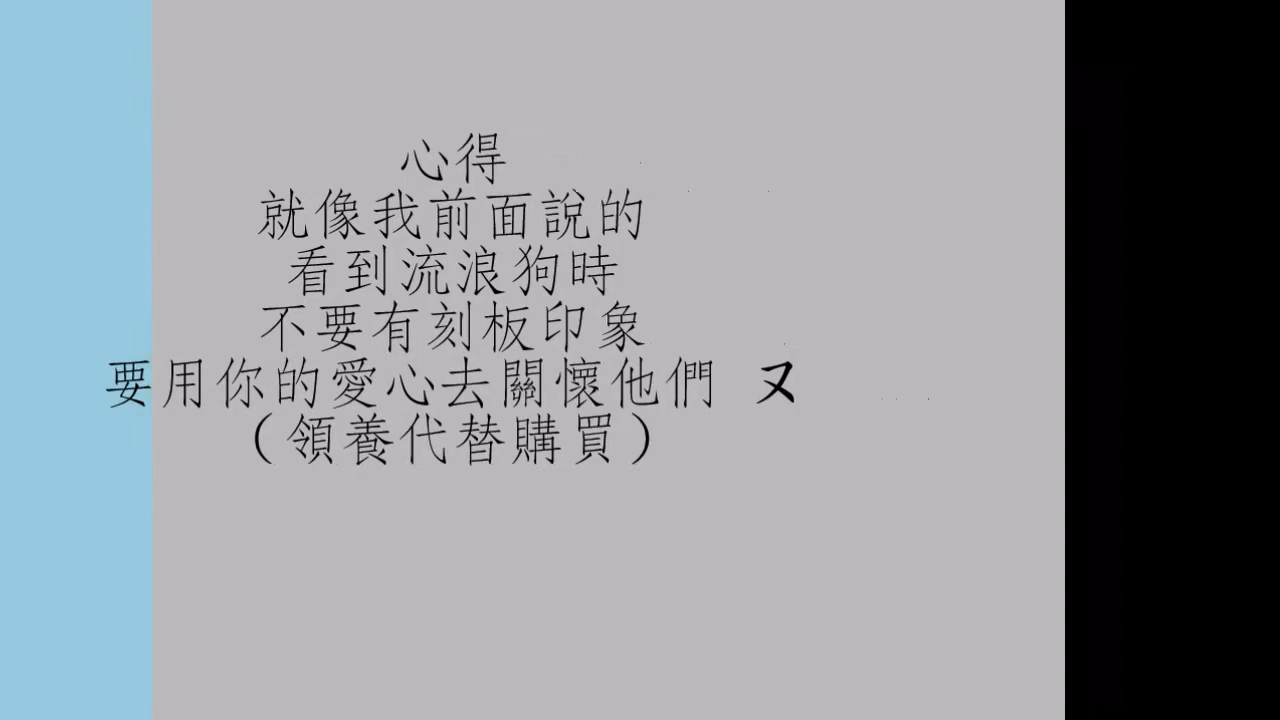 心得
就像我前面說的
看到流浪狗時
不要有刻板印象
要用你的愛心去關懷他們 ㄡ
（領養代替購買）